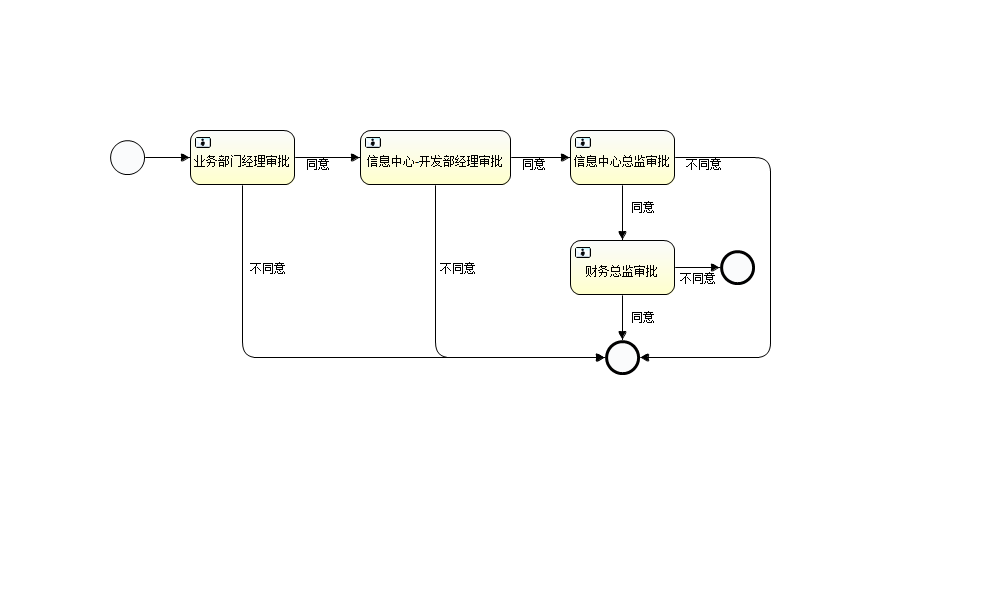 业务部门经理审批
同意
信息中心-开发部经理审批
同意
信息中心总监审批
不同意
同意
不同意
不同意
财务总监审批
不同意
同意